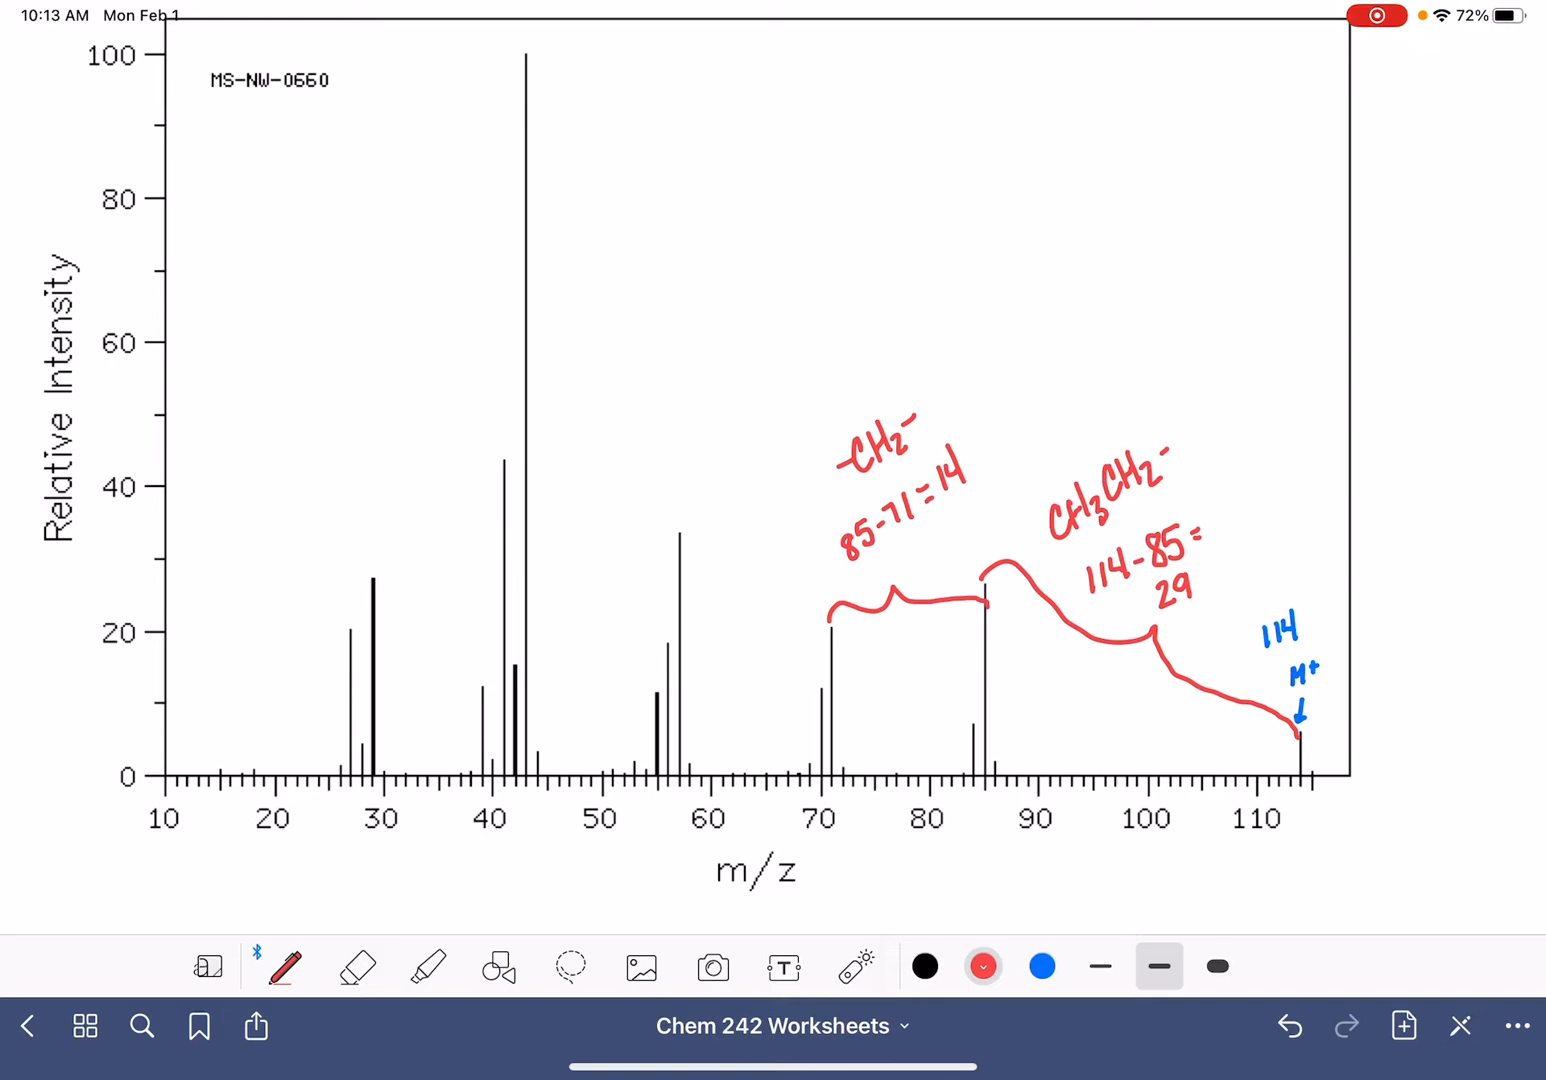 10:13 AM Mon Feb 1
72%
100
MS-NW-0660
80
60
40
20
0
Relative Intensity
-CH2-
85-71=14
CH3CH2-
114-85=
29
114
M+
10 20 30 40 50 60 70 80 90 100 110
m/z
T
Chem 242 Worksheets